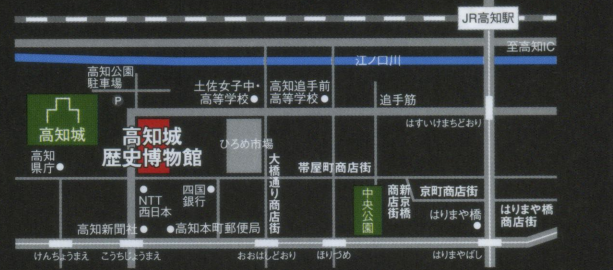 JR高知駅
至高知IC
江ノ口川
高知公園
駐車場
P
土佐女子中・
高等学校
高知追手前
高等学校
追手筋
はすいけまちどおり
高知城
高知城
歴史博物館
ひろめ市場
高知
県庁
大橋通り商店街
帯屋町商店街
中央公園
新京橋
商店街
京町商店街
はりまや橋
はりまや橋
商店街
NTT
西日本
四国
銀行
高知新聞社
高知本町郵便局
けんちょうまえ
こうちじょうまえ
おおはしどおり
ほりづめ
はりまやばし